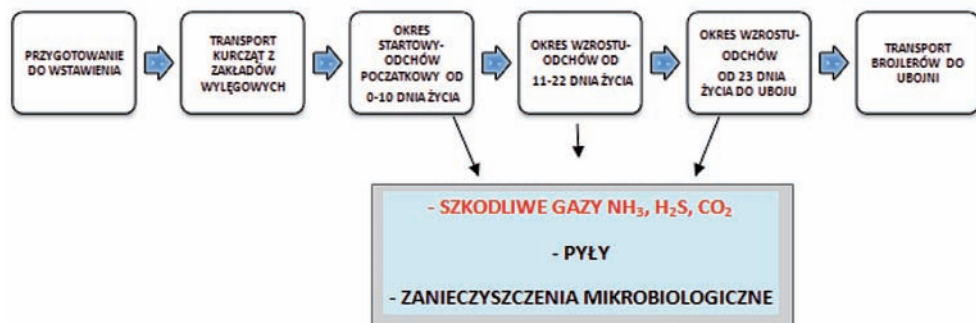 PRZYGOTOWANIE
DO WSTAWIENIA
TRANSPORT
KURCZĄT Z
ZAKŁADÓW
WYLĘGOWYCH
OKRES
STARTOWY-
ODCHÓW
POCZATKOWY OD
0-10 DNIA ŻYCIA
OKRES WZROSTU-
ODCHÓW OD
11-22 DNIA ŻYCIA
OKRES WZROSTU-
ODCHÓW
OD 23 DNIA
ŻYCIA DO UBOJU
TRANSPORT
BROJLERÓW DO
UBOJNI
- SZKODLIWE GAZY NH₃, H₂S, CO₂
- PYŁY
- ZANIECZYSZCZENIA MIKROBIOLOGICZNE